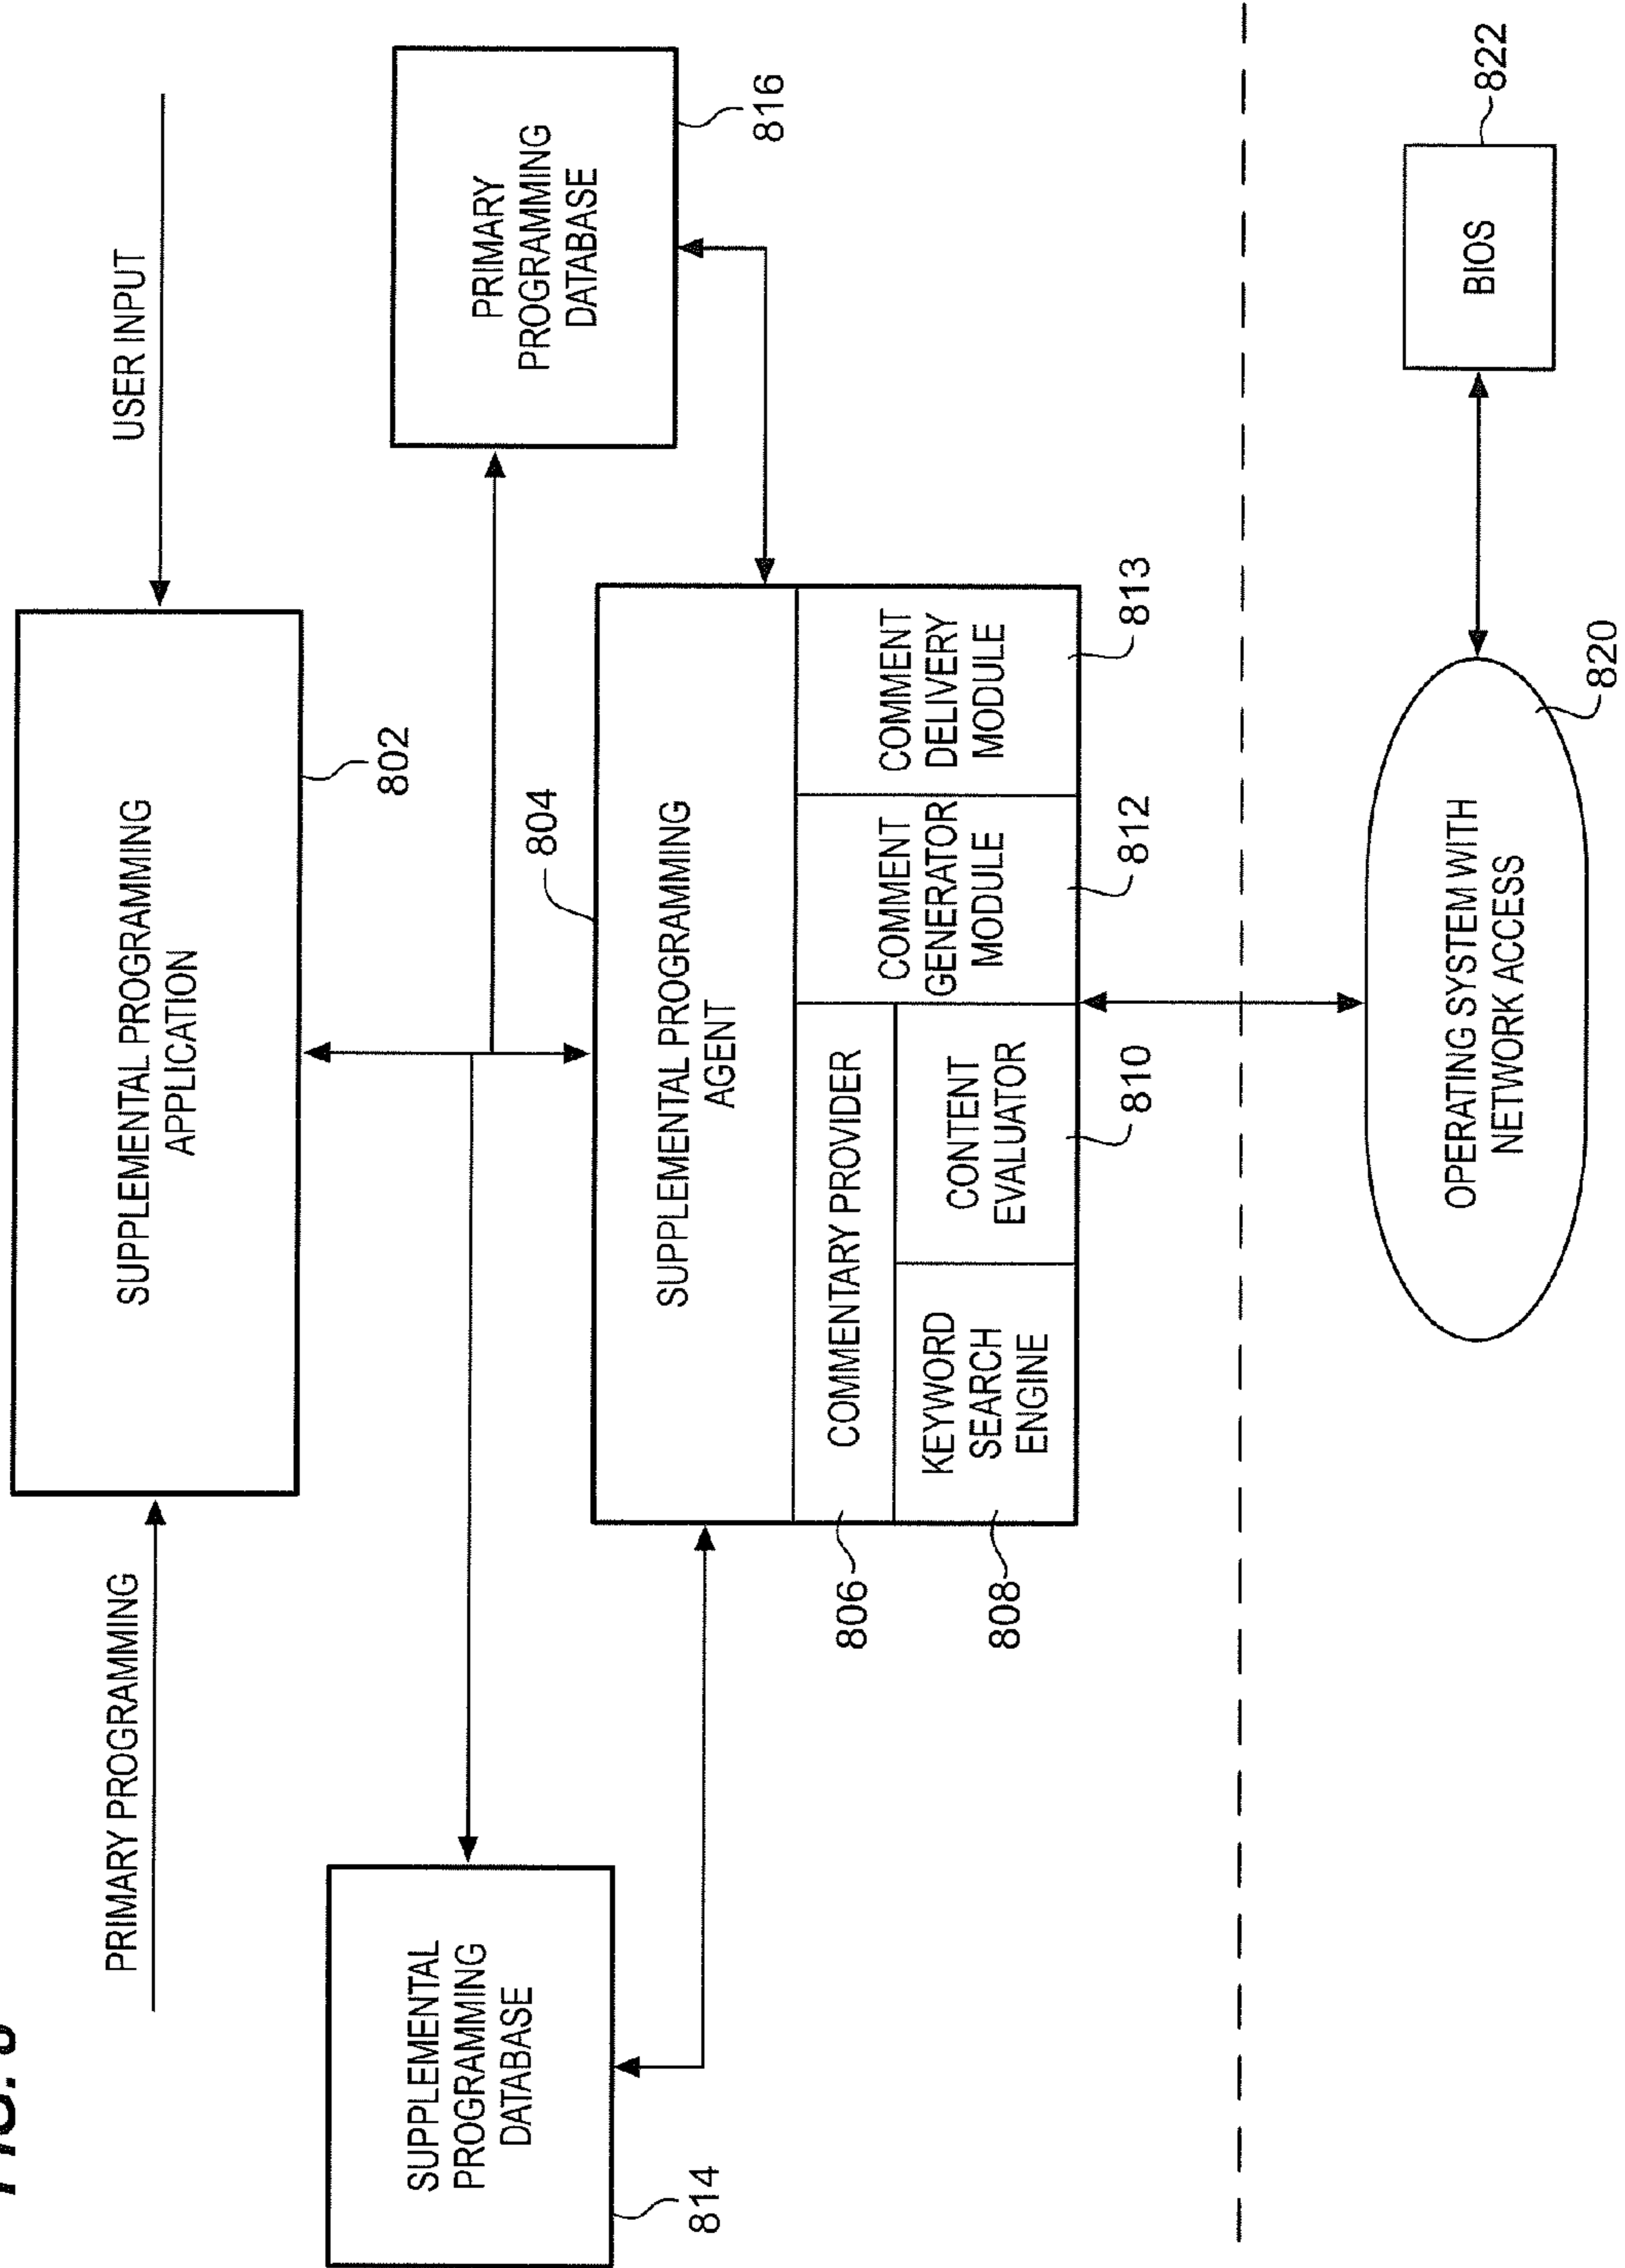 FIG.
PRIMARY PROGRAMMING
SUPPLEMENTAL PROGRAMMING
APPLICATION
802
USER INPUT
SUPPLEMENTAL
PROGRAMMING
DATABASE
814
PRIMARY
PROGRAMMING
DATABASE
816
804
SUPPLEMENTAL PROGRAMMING
AGENT
COMMENTARY PROVIDER
806
KEYWORD
SEARCH
ENGINE
808
CONTENT
EVALUATOR
810
COMMENT
GENERATOR
MODULE
812
COMMENT
DELIVERY
MODULE
813
OPERATING SYSTEM WITH
NETWORK ACCESS
820
BIOS
822